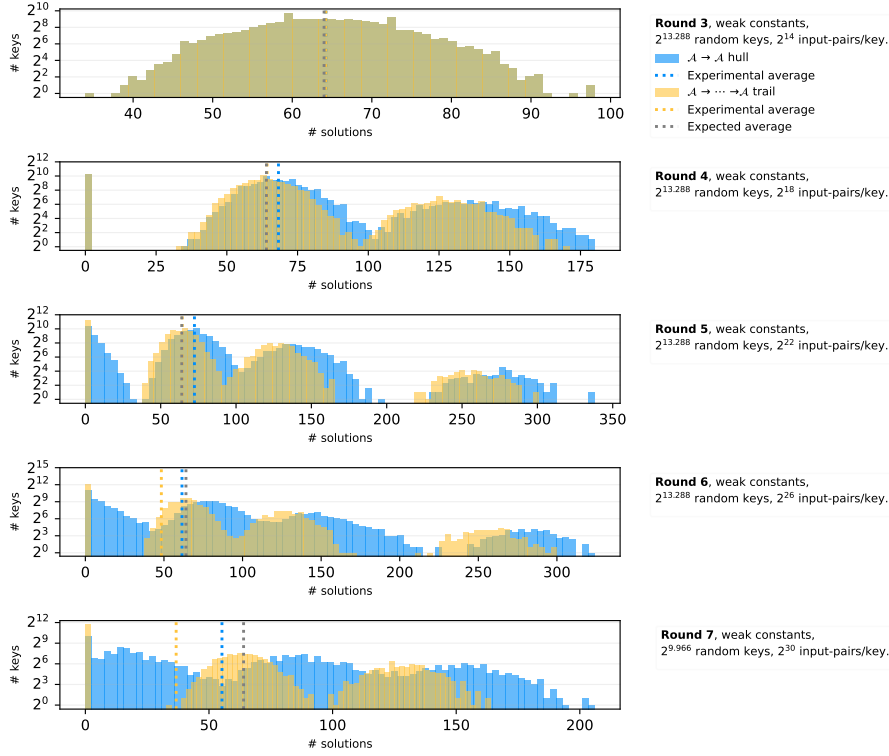 2^10
2^8
2^6
2^4
2^2
2^0
# keys
40 50 60 70 80 90 100
# solutions
Round 3, weak constants,
2^13.288 random keys, 2^14 input-pairs/key.
𝒜 → 𝒜 hull
Experimental average
𝒜 → ⋯ →𝒜 trail
Experimental average
Expected average
2^12
2^10
2^8
2^6
2^4
2^2
2^0
# keys
0 25 50 75 100 125 150 175
# solutions
Round 4, weak constants,
2^13.288 random keys, 2^18 input-pairs/key.
2^12
2^10
2^8
2^6
2^4
2^2
2^0
# keys
0 50 100 150 200 250 300 350
# solutions
Round 5, weak constants,
2^13.288 random keys, 2^22 input-pairs/key.
2^15
2^12
2^9
2^6
2^3
2^0
# keys
0 50 100 150 200 250 300
# solutions
Round 6, weak constants,
2^13.288 random keys, 2^26 input-pairs/key.
2^12
2^9
2^6
2^3
2^0
# keys
0 50 100 150 200
# solutions
Round 7, weak constants,
2^9.966 random keys, 2^30 input-pairs/key.